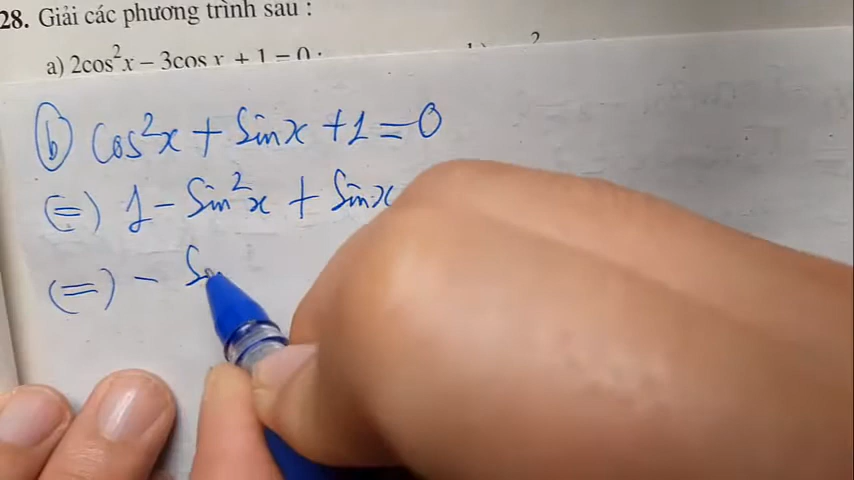 28. Giải các phương trình sau :
a) 2cos²x – 3cos x + 1 = 0 ;
b cos²x + Sinx + 1 = 0
(=) 1 - Sin²x + Sinx
(=) - S